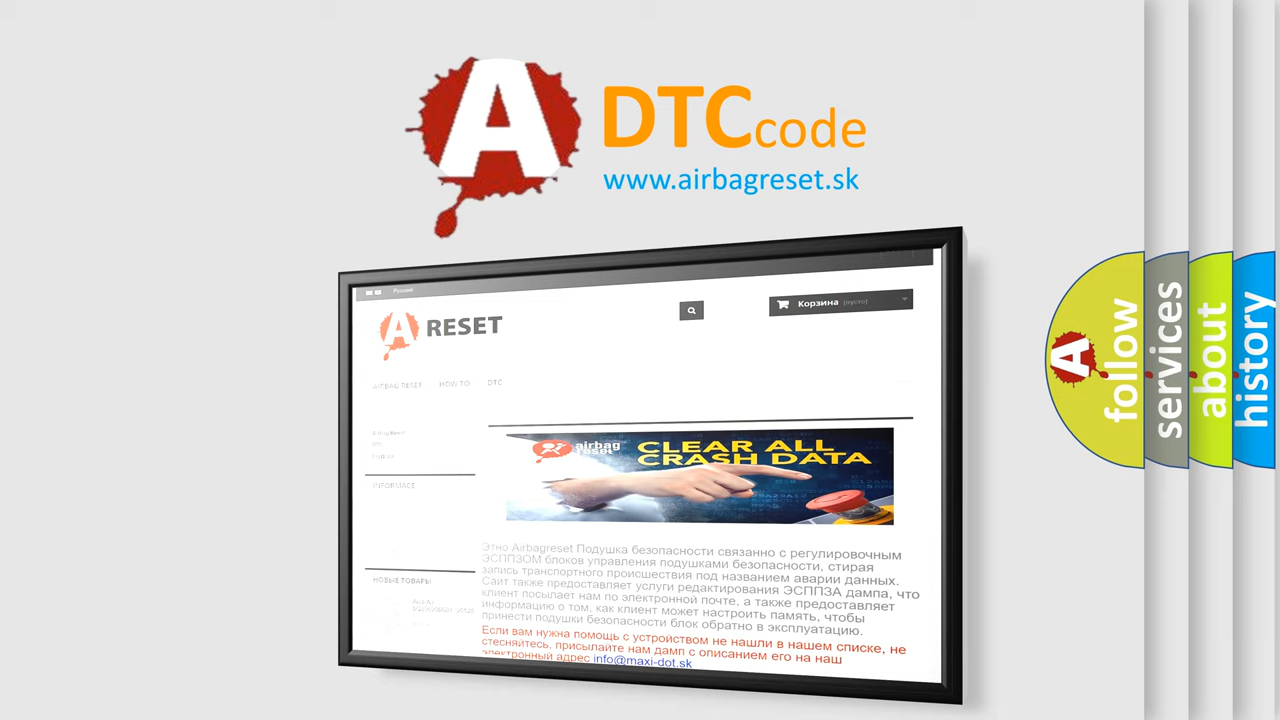 A
DTCcode
www.airbagreset.sk
Русский
A RESET
Корзина (пусто)
AIRBAG RESET HOW TO DTC
INFORMACE
airbag
reset
CLEAR ALL
CRASH DATA
Этно Airbagreset Подушка безопасности связанно с регулировочным
ЭСППЗОМ блоков управления подушками безопасности, стирая
запись транспортного происшествия под названием аварии данных.
Сайт также предоставляет услуги редактирования ЭСППЗА дампа, что
клиент посылает нам по электронной почте, а также предоставляет
информацию о том, как клиент может настроить память, чтобы
принести подушки безопасности блок обратно в эксплуатацию.
Если вам нужна помощь с устройством не нашли в нашем списке, не
стесняйтесь, присылайте нам дамп с описанием его на наш
электронный адрес info@maxi-dot.sk
НОВЫЕ ТОВАРЫ
A
follow
services
about
history